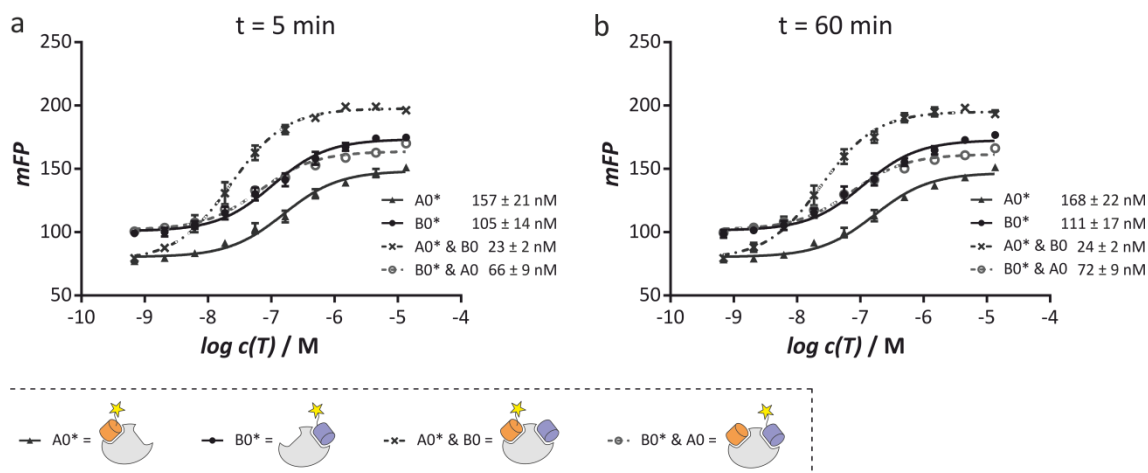 a
t = 5 min
250
200
150
100
50
mFP
-10 -9 -8 -7 -6 -5 -4
log c(T) / M
A0* 157 ± 21 nM
B0* 105 ± 14 nM
A0* & B0 23 ± 2 nM
B0* & A0 66 ± 9 nM
b
t = 60 min
250
200
150
100
50
mFP
-10 -9 -8 -7 -6 -5 -4
log c(T) / M
A0* 168 ± 22 nM
B0* 111 ± 17 nM
A0* & B0 24 ± 2 nM
B0* & A0 72 ± 9 nM
A0* = B0* = A0* & B0 = B0* & A0 =